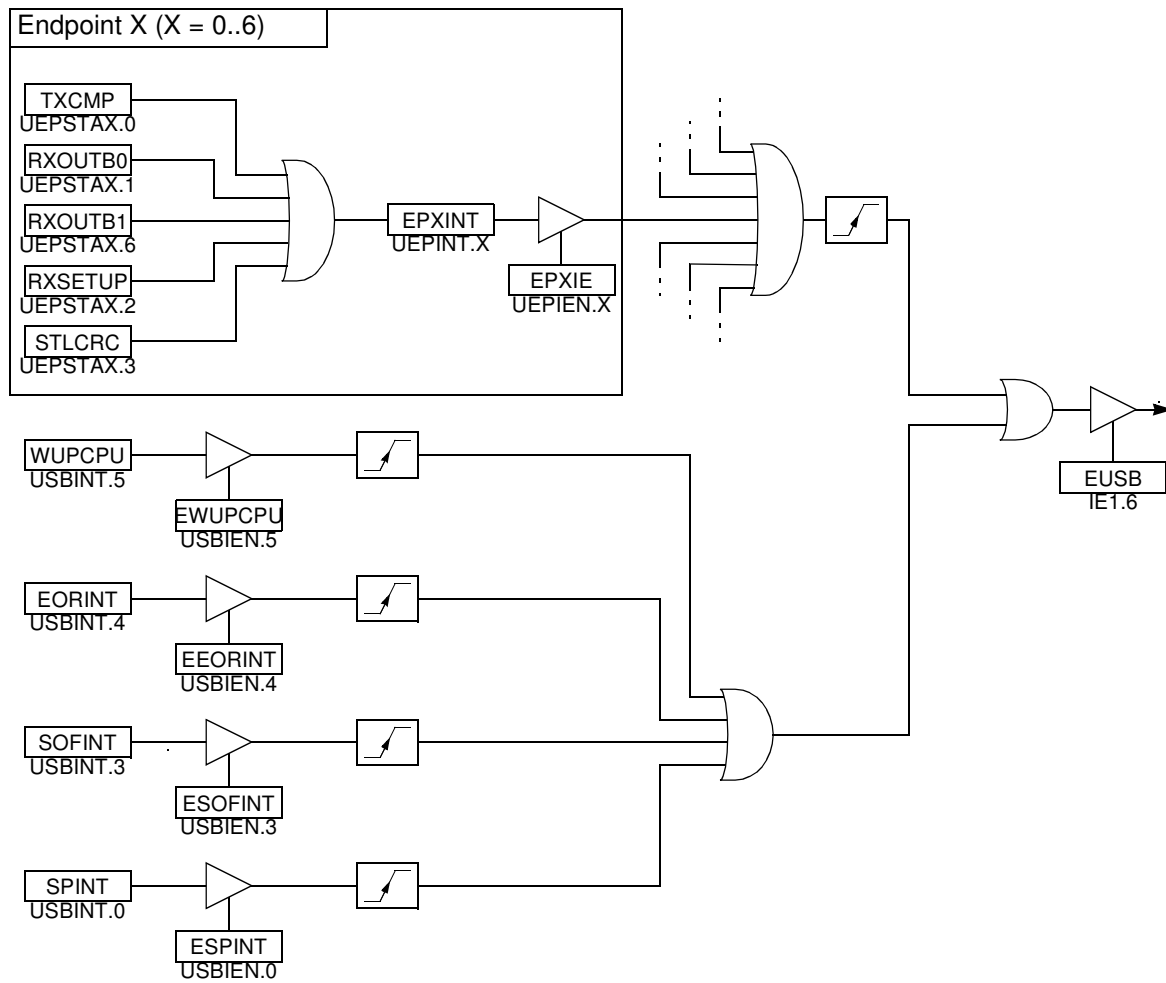 Endpoint X (X = 0..6)
TXCMP
UEPSTAX.0
RXOUTB0
UEPSTAX.1
RXOUTB1
UEPSTAX.6
RXSETUP
UEPSTAX.2
STLCRC
UEPSTAX.3
EPXINT
UEPINT.X
EPXIE
UEPIEN.X
EUSB
IE1.6
WUPCPU
USBINT.5
EWUPCPU
USBIEN.5
EORINT
USBINT.4
EEORINT
USBIEN.4
SOFINT
USBINT.3
ESOFINT
USBIEN.3
SPINT
USBINT.0
ESPINT
USBIEN.0